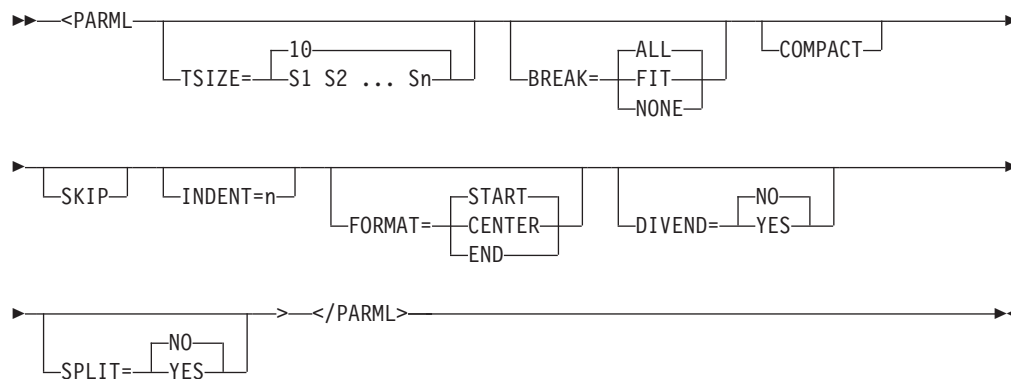 <PARML
10
ALL
COMPACT
TSIZE= S1 S2 ... Sn
BREAK= FIT
NONE
SKIP
INDENT=n
START
NO
FORMAT= CENTER
DIVEND= YES
END
> </PARML>
NO
SPLIT= YES